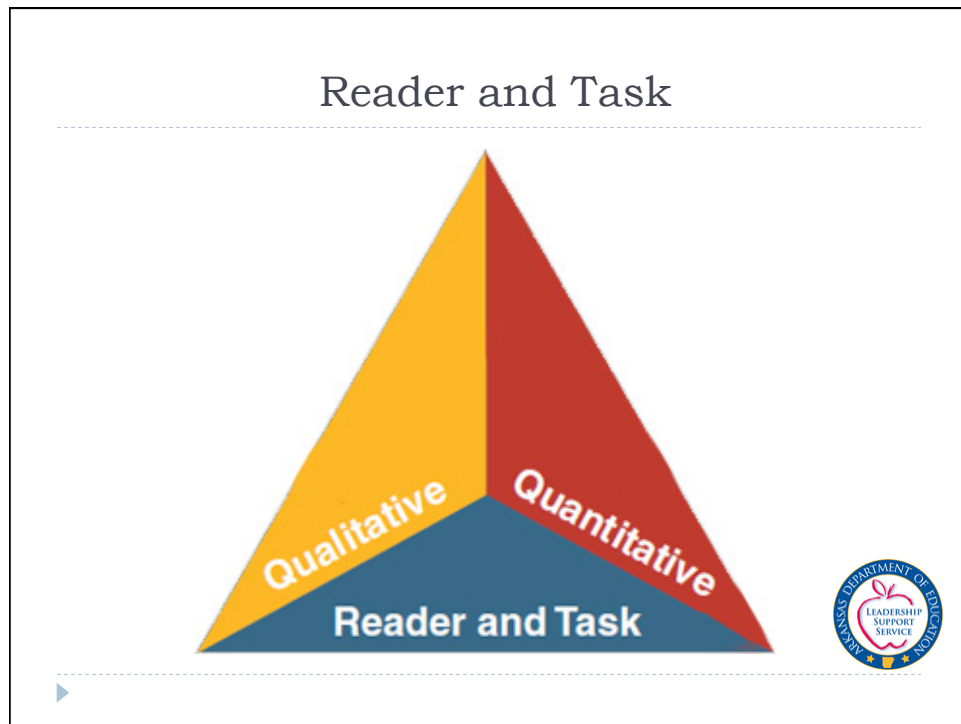 Reader and Task
Qualitative
Quantitative
Reader and Task
ARKANSAS DEPARTMENT OF EDUCATION
LEADERSHIP
SUPPORT
SERVICE